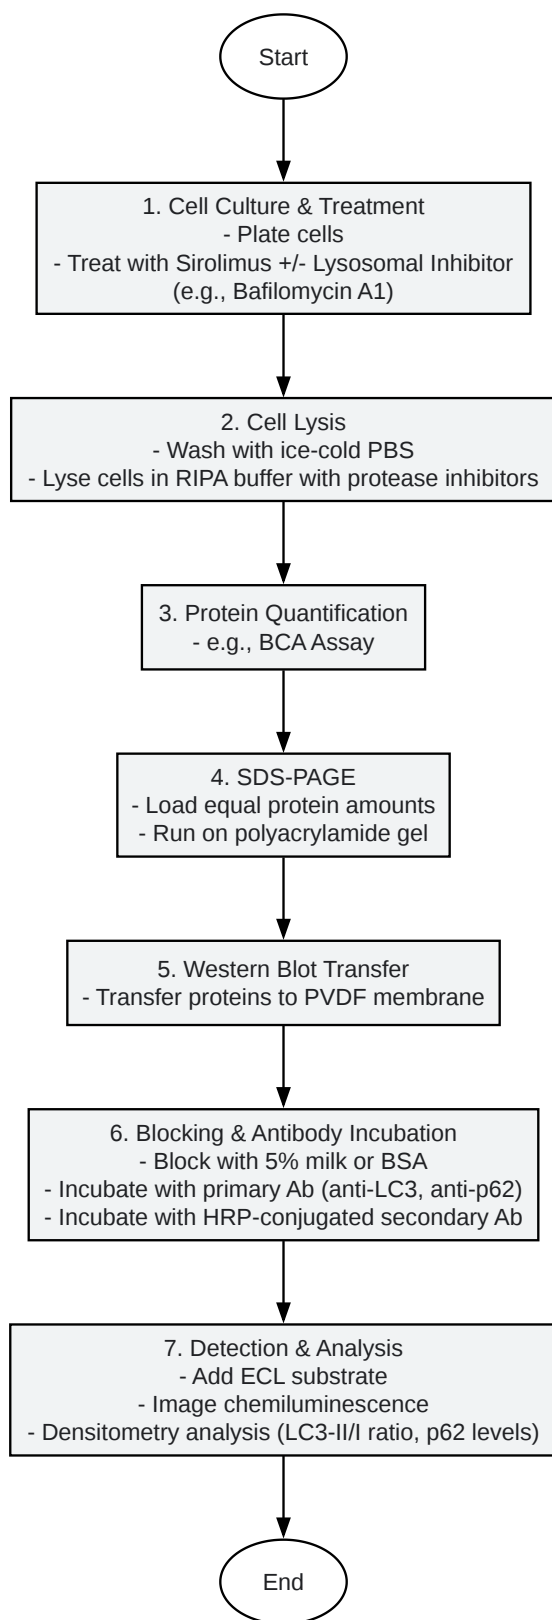 Start
1. Cell Culture & Treatment
- Plate cells
- Treat with Sirolimus +/- Lysosomal Inhibitor
(e.g., Bafilomycin A1)
2. Cell Lysis
- Wash with ice-cold PBS
- Lyse cells in RIPA buffer with protease inhibitors
3. Protein Quantification
- e.g., BCA Assay
4. SDS-PAGE
- Load equal protein amounts
- Run on polyacrylamide gel
5. Western Blot Transfer
- Transfer proteins to PVDF membrane
6. Blocking & Antibody Incubation
- Block with 5% milk or BSA
- Incubate with primary Ab (anti-LC3, anti-p62)
- Incubate with HRP-conjugated secondary Ab
7. Detection & Analysis
- Add ECL substrate
- Image chemiluminescence
- Densitometry analysis (LC3-II/I ratio, p62 levels)
End